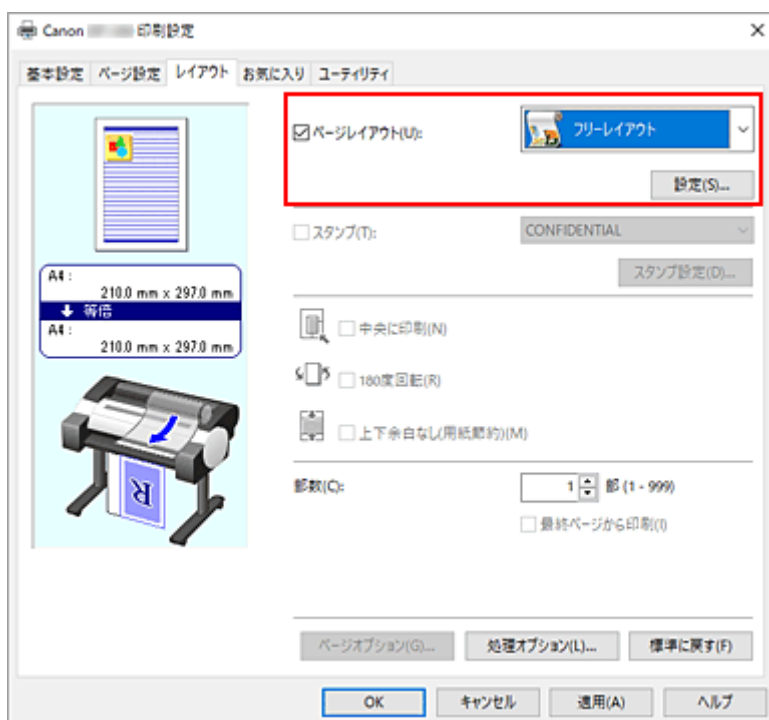 Canon 印刷設定
基本設定 ページ設定 レイアウト お気に入り ユーティリティ
ページレイアウト(U): フリーレイアウト
設定(S)...
スタンプ(T): CONFIDENTIAL
スタンプ設定(D)...
A4 :
210.0 mm x 297.0 mm
等倍
A4 :
210.0 mm x 297.0 mm
中央に印刷(N)
180度回転(R)
上下余白なし(用紙節約)(M)
R
部数(C): 1 部 (1 - 999)
最終ページから印刷(I)
ページオプション(G)... 処理オプション(L)... 標準に戻す(F)
OK キャンセル 適用(A) ヘルプ